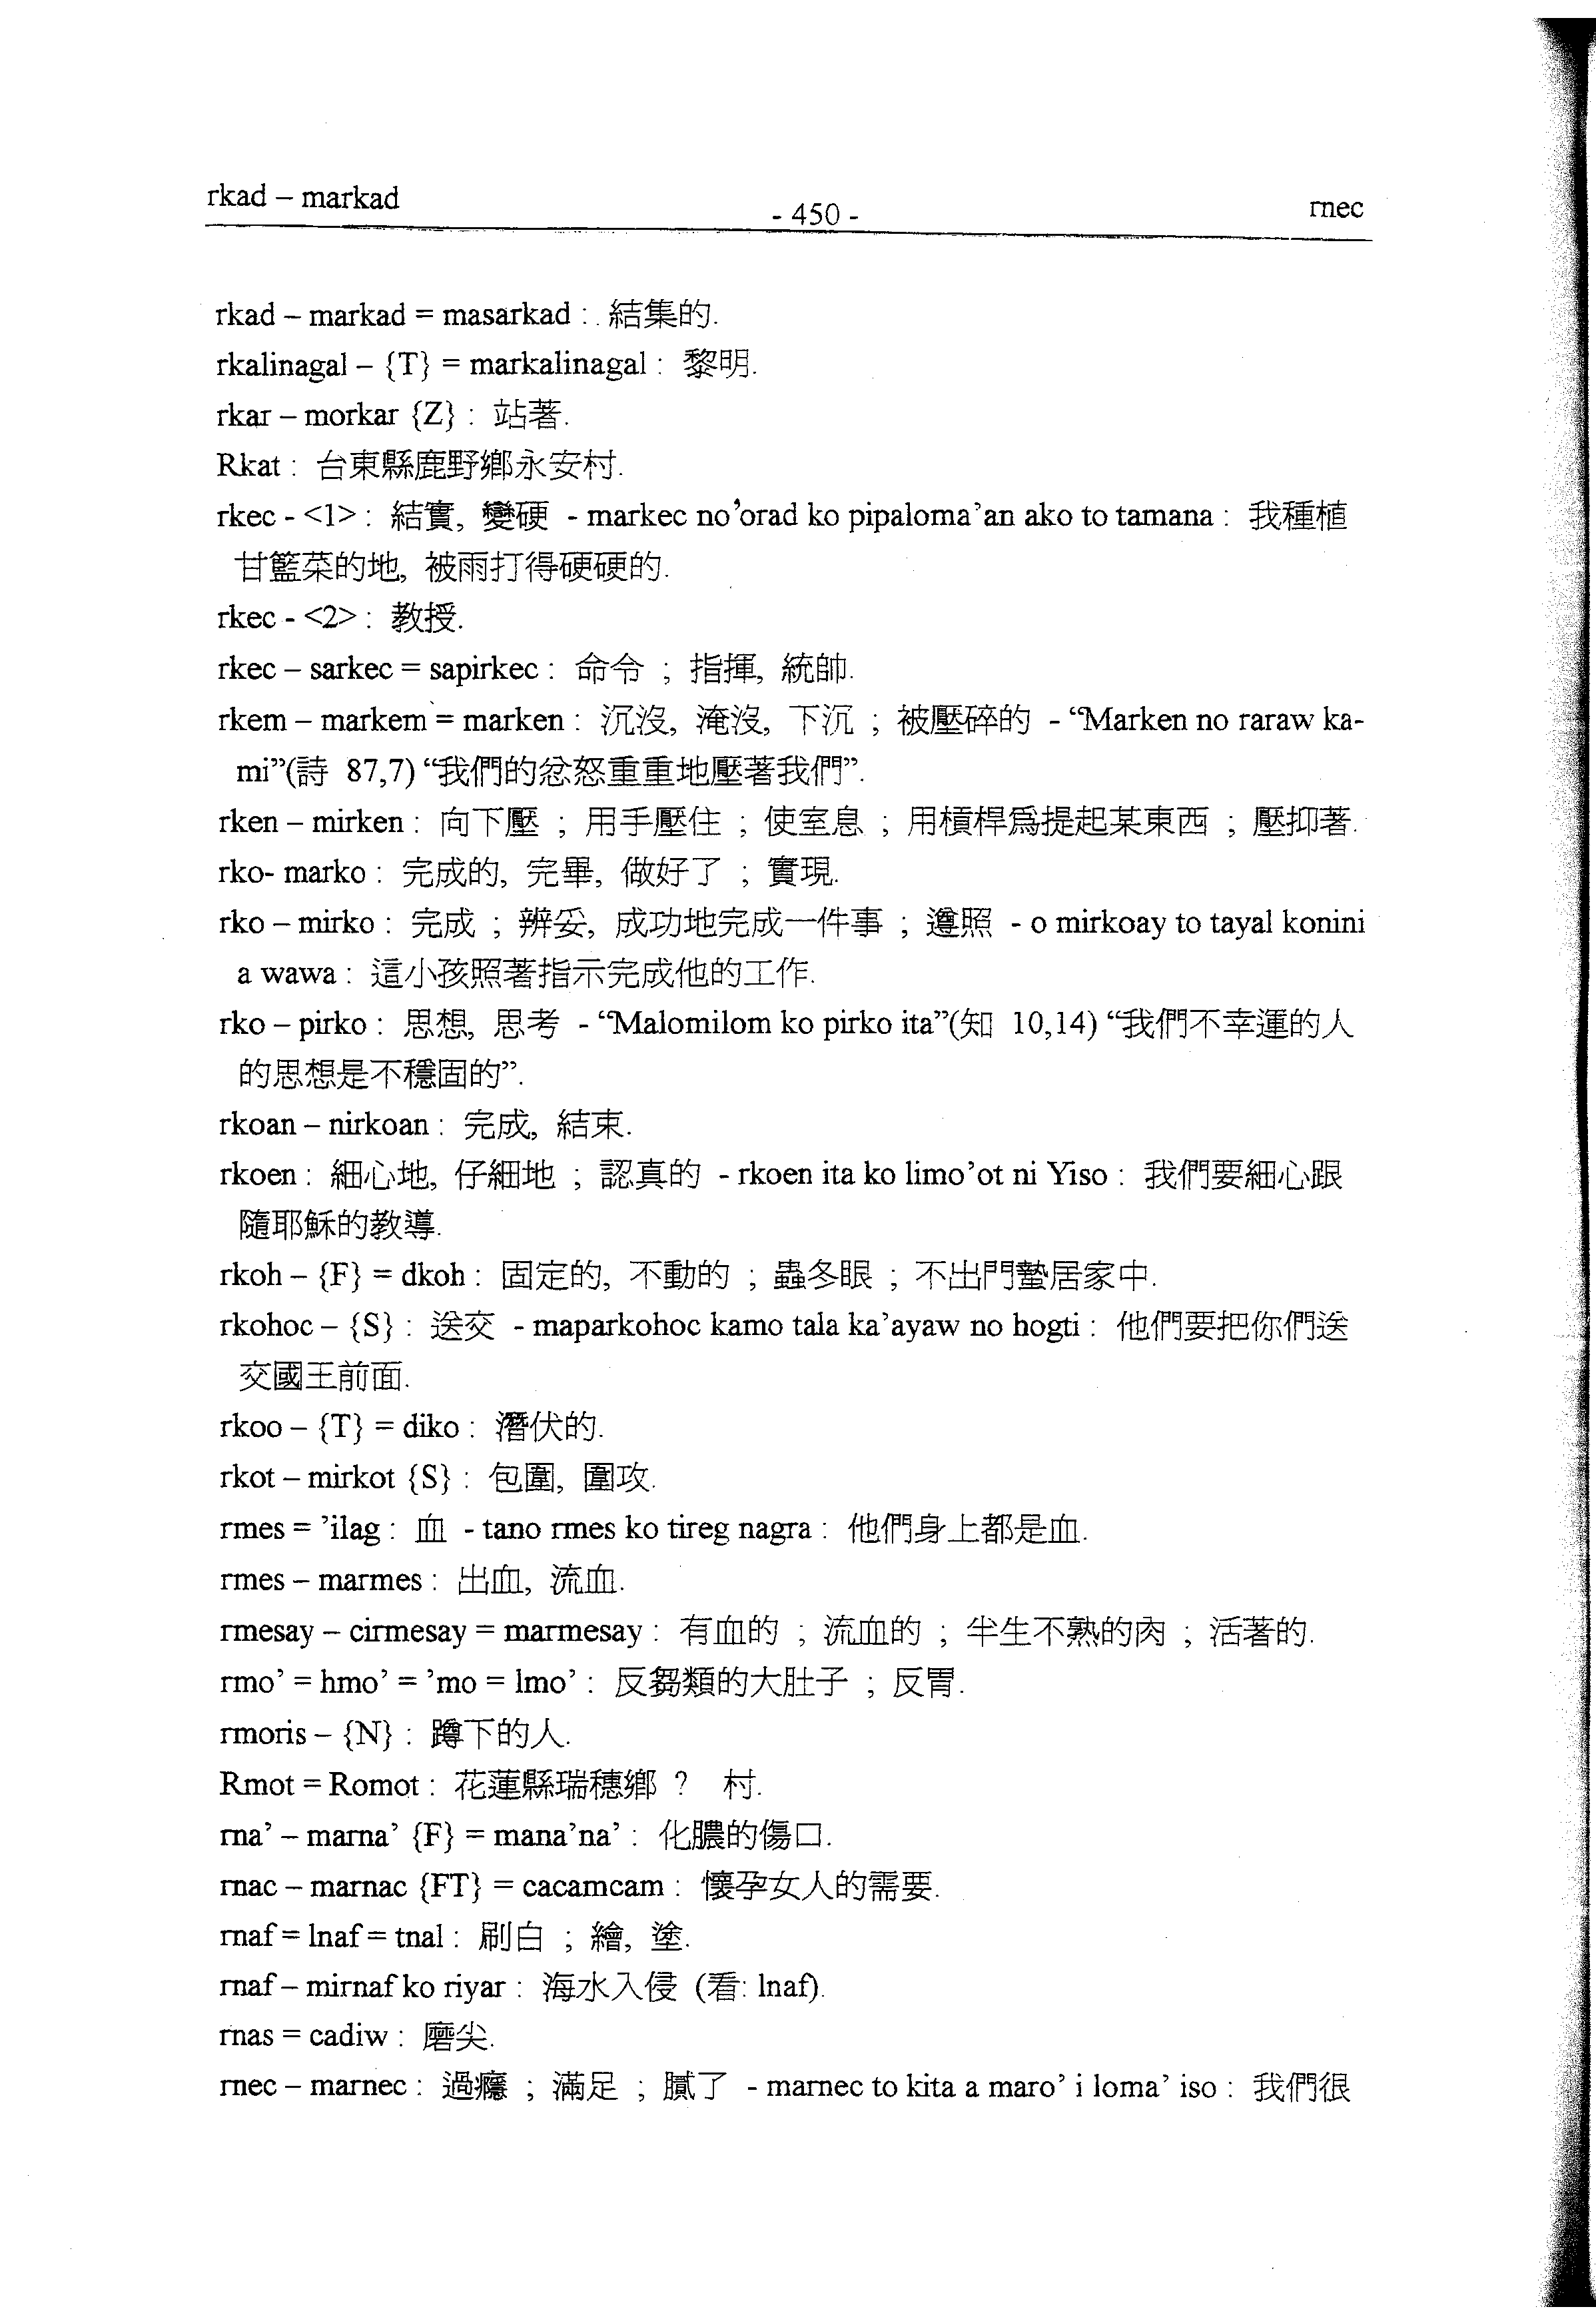 rkad – markad - 450 - rnec
rkad – markad = masarkad : 結集的.
rkalinagal – {T} = markalinagal : 黎明.
rkar – morkar {Z} : 站著.
Rkat : 台東縣鹿野鄉永安村.
rkec - <1> : 結實, 變硬 - markec no'orad ko pipaloma'an ako to tamana : 我種植
甘籃菜的地, 被雨打得硬硬的.
rkec - <2> : 教授.
rkec – sarkec = sapirkec : 命令 ; 指揮, 統帥.
rkem – markem = marken : 沉沒, 淹沒, 下沉 ; 被壓碎的 - “Marken no raraw ka-
mi”(詩 87,7) “我們的忿怒重重地壓著我們”.
rken – mirken : 向下壓 ; 用手壓住 ; 使室息 ; 用槓桿爲提起某東西 ; 壓抑著.
rko- marko : 完成的, 完畢, 做好了 ; 實現.
rko – mirko : 完成 ; 辨妥, 成功地完成一件事 ; 遵照 - o mirkoay to tayal konini
a wawa : 這小孩照著指示完成他的工作.
rko – pirko : 思想, 思考 - “Malomilom ko pirko ita”(知 10,14) “我們不幸運的人
的思想是不穩固的”.
rkoan – nirkoan : 完成, 結束.
rkoen : 細心地, 仔細地 ; 認真的 - rkoen ita ko limo'ot ni Yiso : 我們要細心跟
隨耶穌的教導.
rkoh – {F} = dkoh : 固定的, 不動的 ; 蟲冬眼 ; 不出門蟄居家中.
rkohoc – {S} : 送交 - maparkohoc kamo tala ka'ayaw no hogti : 他們要把你們送
交國王前面.
rkoo – {T} = diko : 潛伏的.
rkot – mirkot {S} : 包圍, 圍攻.
rmes = 'ilag : 血 - tano rmes ko tireg nagra : 他們身上都是血.
rmes – marmes : 出血, 流血.
rmesay – cirmesay = marmesay : 有血的 ; 流血的 ; 半生不熟的肉 ; 活著的.
rmo' = hmo' = 'mo = lmo' : 反芻類的大肚子 ; 反胃.
rmoris – {N} : 蹲下的人.
Rmot = Romot : 花蓮縣瑞穗鄉 ? 村.
rna' – marna' {F} = mana'na' : 化膿的傷口.
rnac – marnac {FT} = cacamcam : 懷孕女人的需要.
rnaf = lnaf = tnal : 刷白 ; 繪, 塗.
rnaf – mirnaf ko riyar : 海水入侵 (看: lnaf).
rnas = cadiw : 磨尖.
rnec – marnec : 過癮 ; 滿足 ; 膩了 - marnec to kita a maro' i loma' iso : 我們很